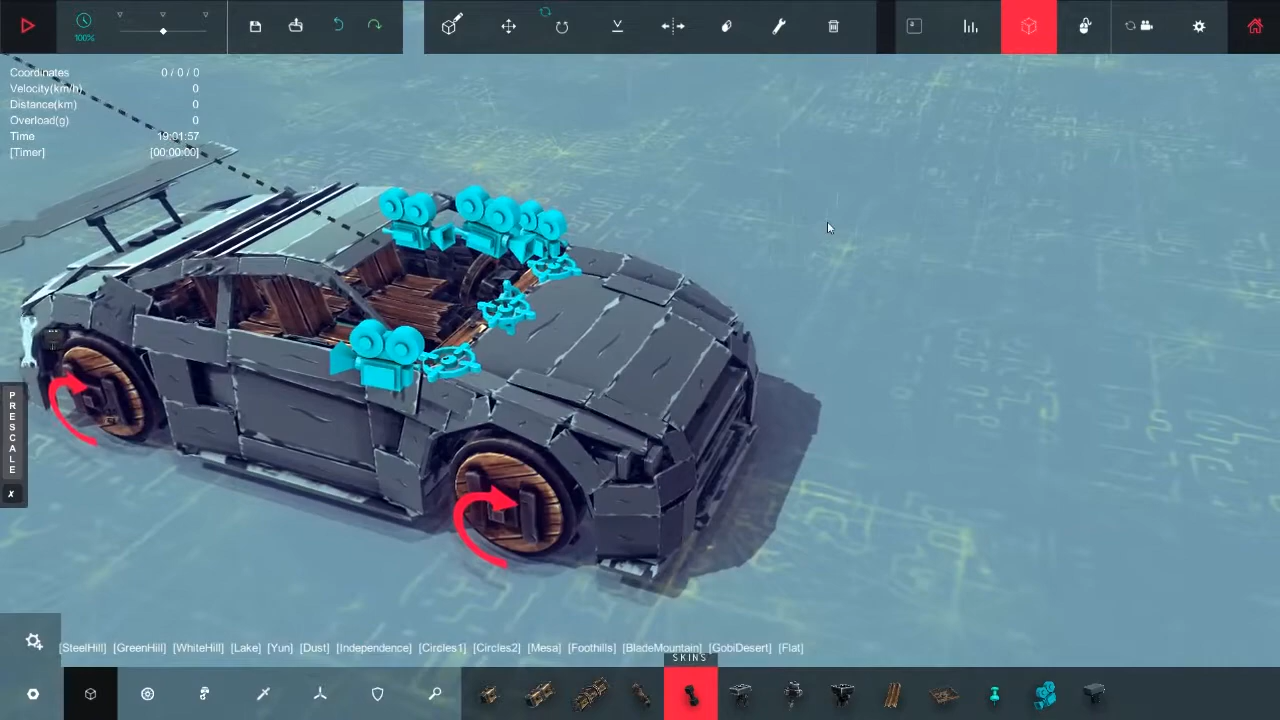 100%
Coordinates 0 / 0 / 0
Velocity(km/h) 0
Distance(km) 0
Overload(g) 0
Time 19:01:57
[Timer] [00:00:00]
PRESCALE
x
[SteelHill] [GreenHill] [WhiteHill] [Lake] [Yun] [Dust] [Independence] [Circles1] [Circles2] [Mesa] [Foothills] [BladeMountain] [GobiDesert] [Flat]
SKINS